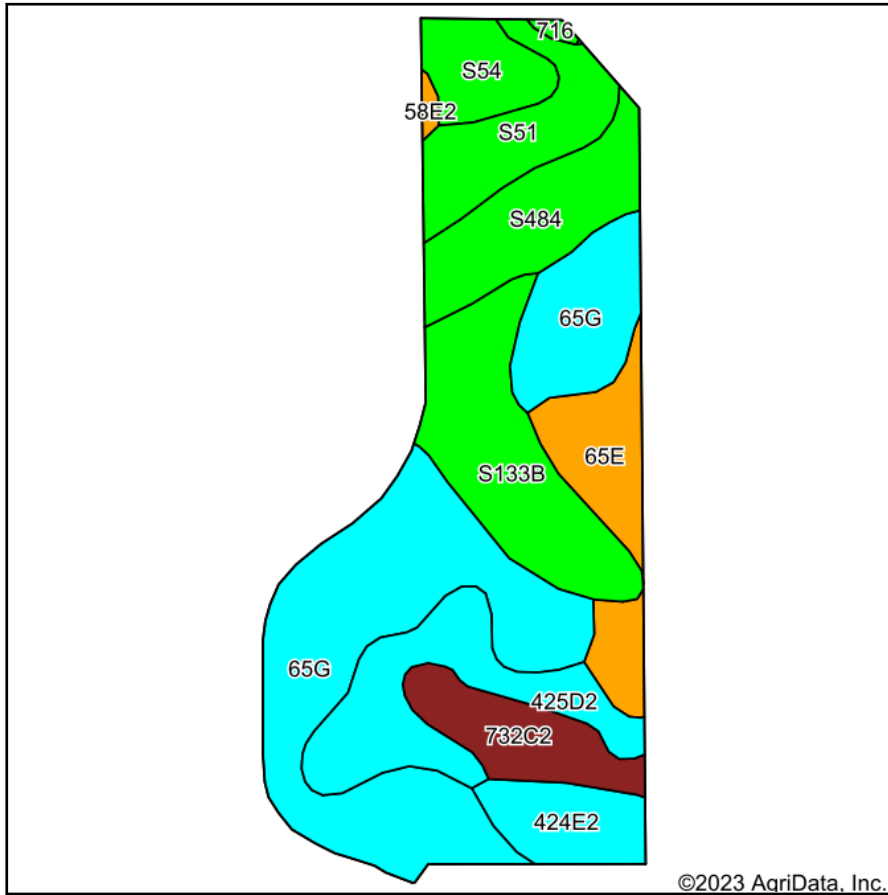 716
S54
58E2
S51
S484
65G
65E
S133B
65G
425D2
732C2
424E2
©2023 AgriData, Inc.